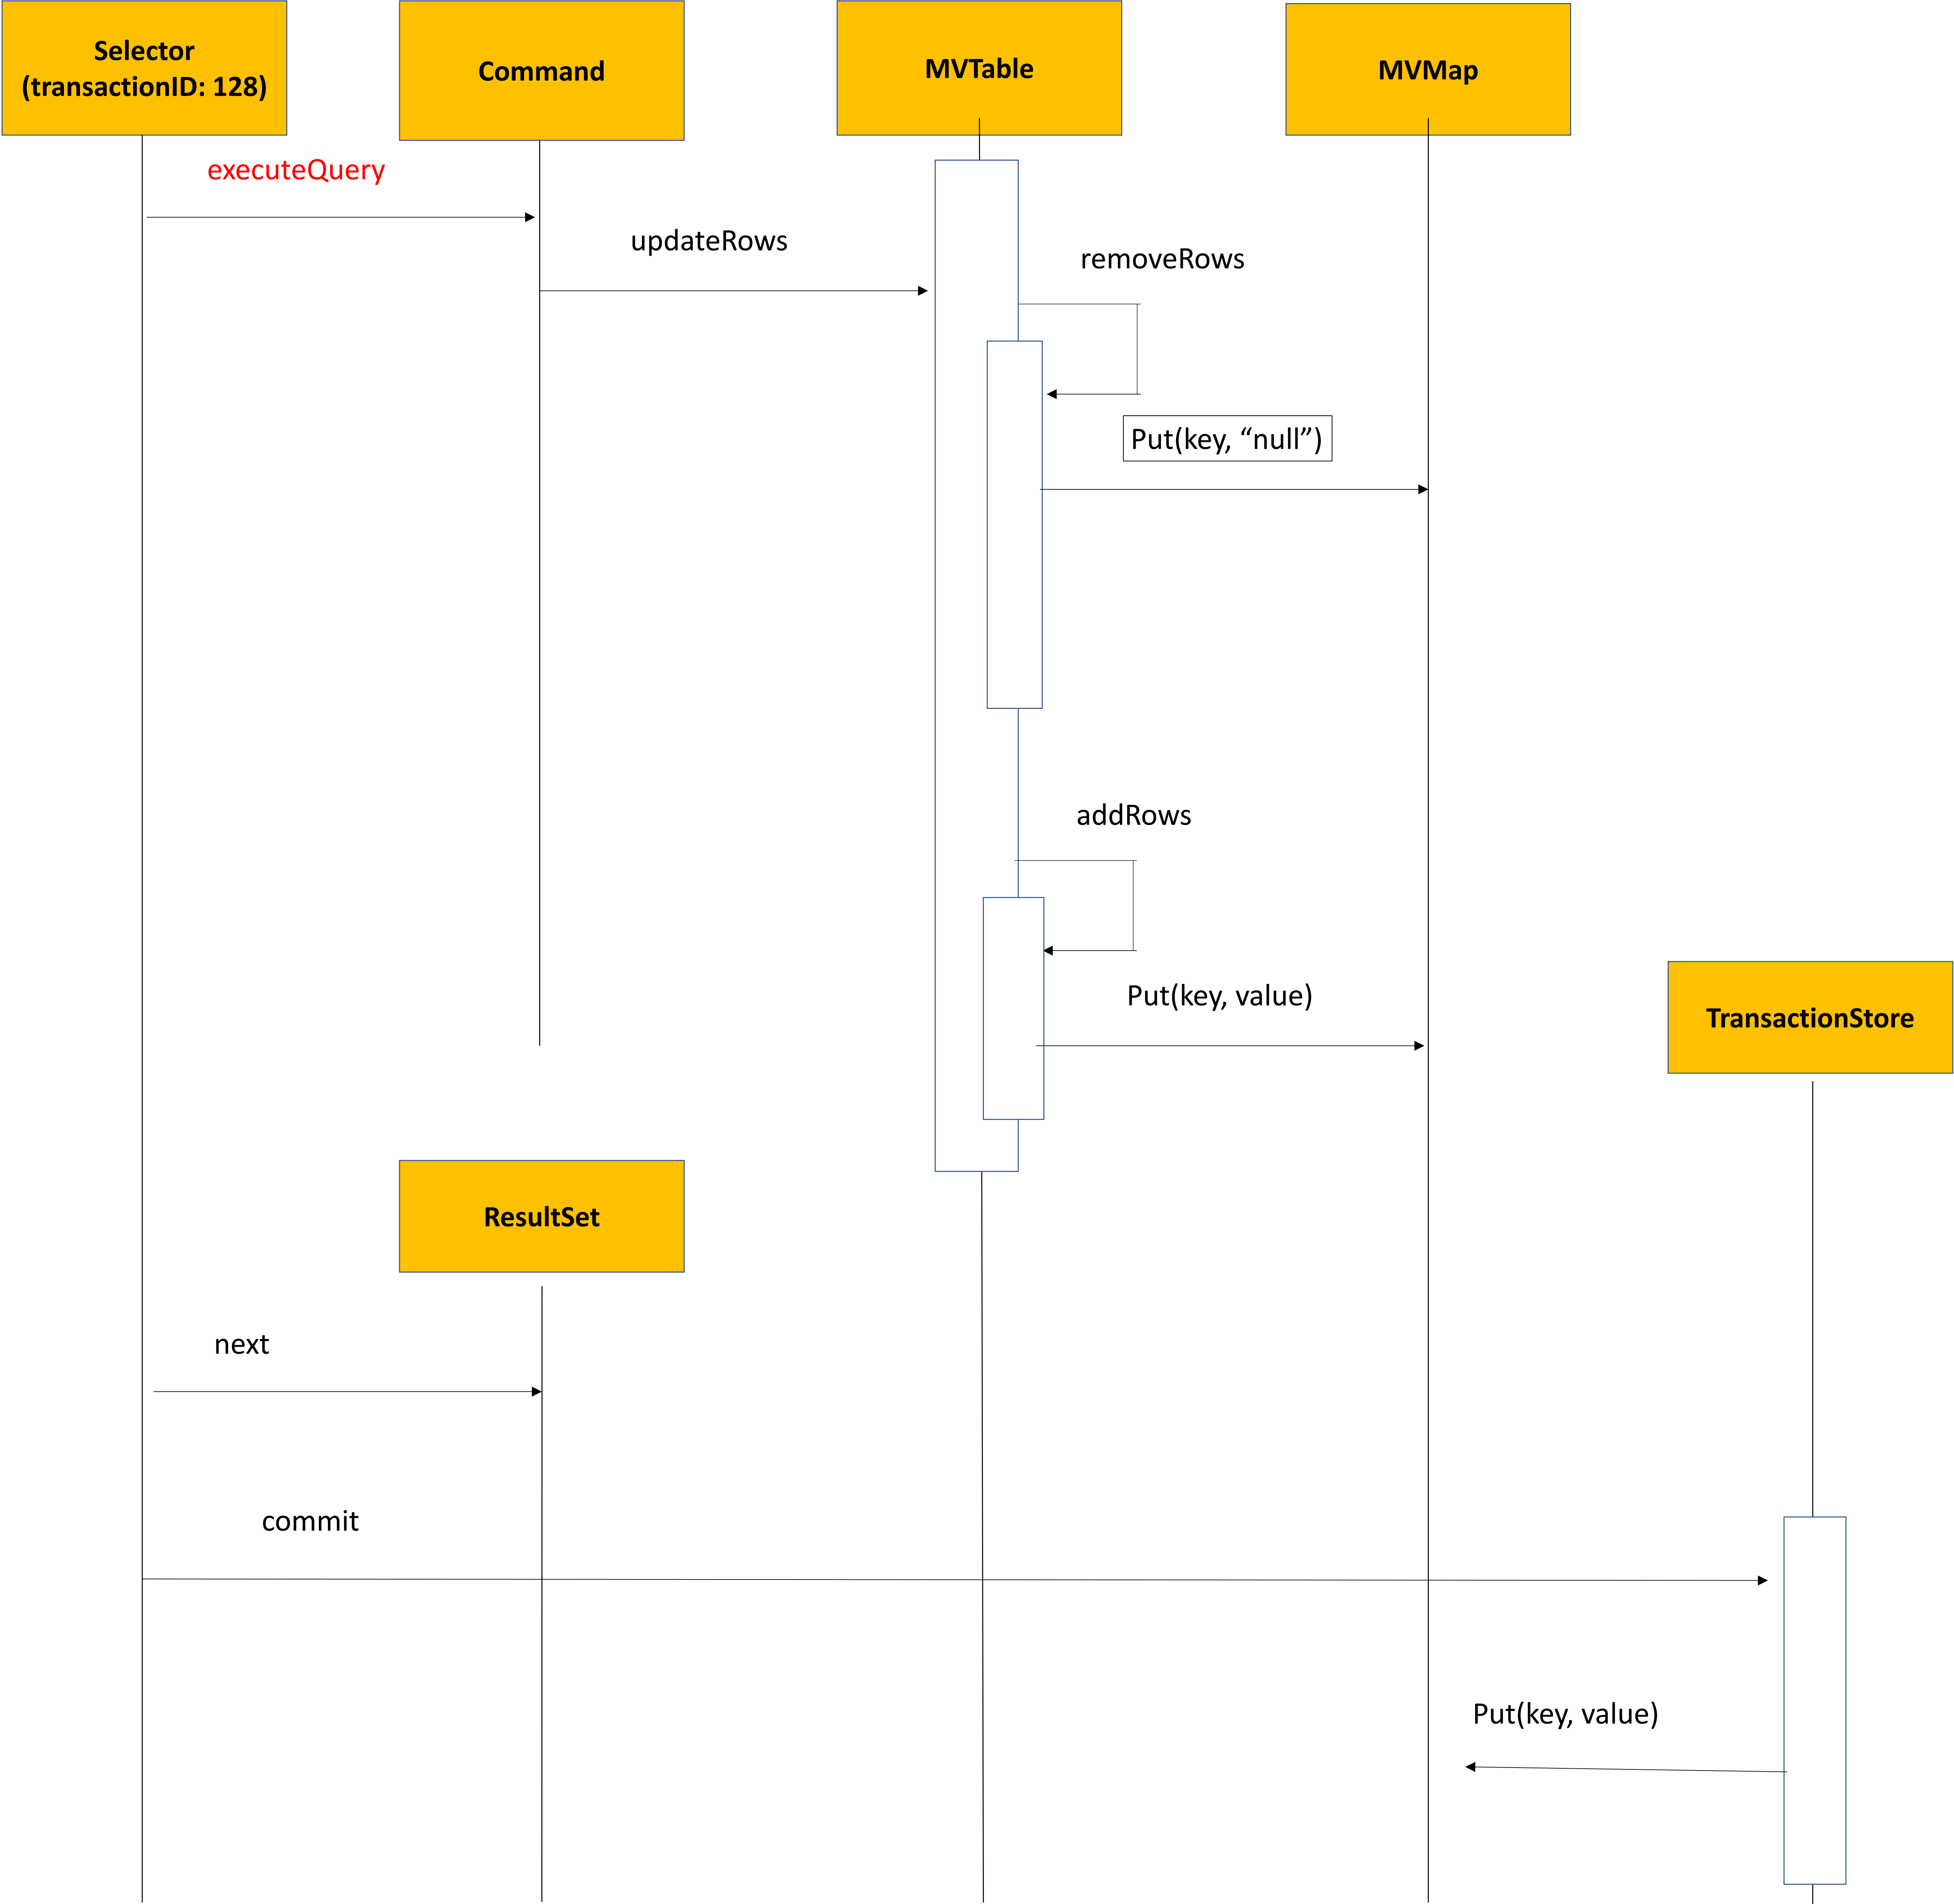 Selector
(transactionID: 128)
Command
MVTable
MVMap
executeQuery
updateRows
removeRows
Put(key, “null”)
addRows
Put(key, value)
TransactionStore
ResultSet
next
commit
Put(key, value)